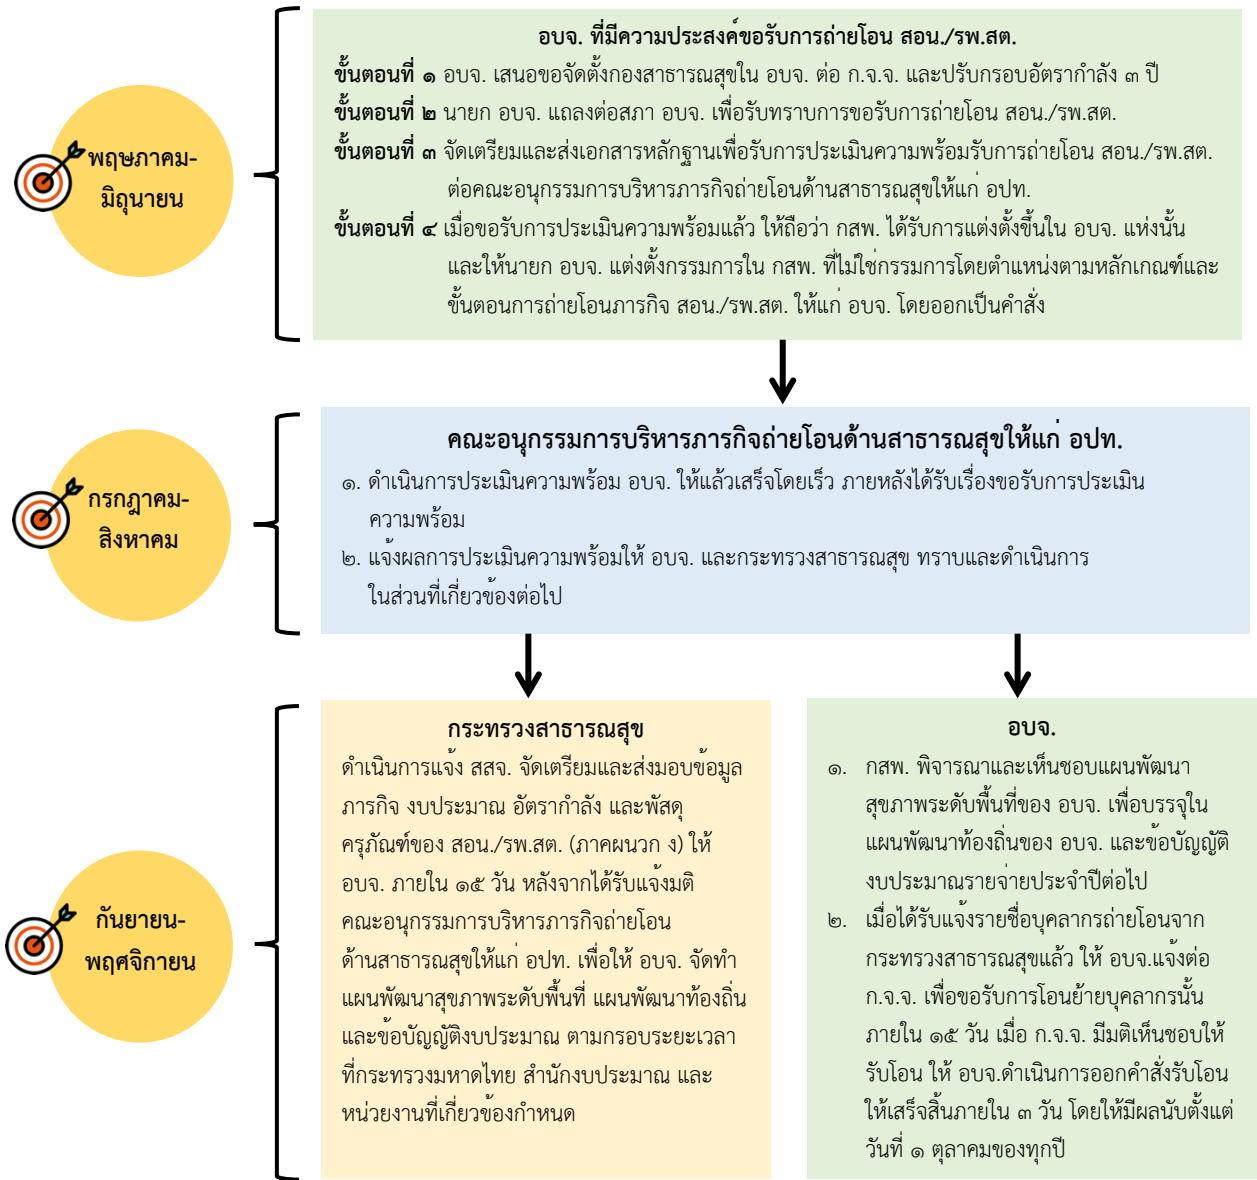 อบจ. ที่มีความประสงค์ขอรับการถ่ายโอน สอน./รพ.สต.
ขั้นตอนที่ ๑ อบจ. เสนอขอจัดตั้งกองสาธารณสุขใน อบจ. ต่อ ก.จ.จ. และปรับกรอบอัตรากำลัง ๓ ปี
ขั้นตอนที่ ๒ นายก อบจ. แถลงต่อสภา อบจ. เพื่อรับทราบการขอรับการถ่ายโอน สอน./รพ.สต.
ขั้นตอนที่ ๓ จัดเตรียมและส่งเอกสารหลักฐานเพื่อรับการประเมินความพร้อมรับการถ่ายโอน สอน./รพ.สต.
ต่อคณะอนุกรรมการบริหารภารกิจถ่ายโอนด้านสาธารณสุขให้แก่ อปท.
ขั้นตอนที่ ๔ เมื่อขอรับการประเมินความพร้อมแล้ว ให้ถือว่า กสพ. ได้รับการแต่งตั้งขึ้นใน อบจ. แห่งนั้น
และให้นายก อบจ. แต่งตั้งกรรมการใน กสพ. ที่ไม่ใช่กรรมการโดยตำแหน่งตามหลักเกณฑ์และ
ขั้นตอนการถ่ายโอนภารกิจ สอน./รพ.สต. ให้แก่ อบจ. โดยออกเป็นคำสั่ง
พฤษภาคม-
มิถุนายน
คณะอนุกรรมการบริหารภารกิจถ่ายโอนด้านสาธารณสุขให้แก่ อปท.
๑. ดำเนินการประเมินความพร้อม อบจ. ให้แล้วเสร็จโดยเร็ว ภายหลังได้รับเรื่องขอรับการประเมิน
ความพร้อม
๒. แจ้งผลการประเมินความพร้อมให้ อบจ. และกระทรวงสาธารณสุข ทราบและดำเนินการ
ในส่วนที่เกี่ยวข้องต่อไป
กรกฎาคม-
สิงหาคม
กันยายน-
พฤศจิกายน
กระทรวงสาธารณสุข
ดำเนินการแจ้ง สสจ. จัดเตรียมและส่งมอบข้อมูล
ภารกิจ งบประมาณ อัตรากำลัง และพัสดุ
ครุภัณฑ์ของ สอน./รพ.สต. (ภาคผนวก ง) ให้
อบจ. ภายใน ๑๕ วัน หลังจากได้รับแจ้งมติ
คณะอนุกรรมการบริหารภารกิจถ่ายโอน
ด้านสาธารณสุขให้แก่ อปท. เพื่อให้ อบจ. จัดทำ
แผนพัฒนาสุขภาพระดับพื้นที่ แผนพัฒนาท้องถิ่น
และข้อบัญญัติงบประมาณ ตามกรอบระยะเวลา
ที่กระทรวงมหาดไทย สำนักงบประมาณ และ
หน่วยงานที่เกี่ยวข้องกำหนด
อบจ.
๑. กสพ. พิจารณาและเห็นชอบแผนพัฒนา
สุขภาพระดับพื้นที่ของ อบจ. เพื่อบรรจุใน
แผนพัฒนาท้องถิ่นของ อบจ. และข้อบัญญัติ
งบประมาณรายจ่ายประจำปีต่อไป
๒. เมื่อได้รับแจ้งรายชื่อบุคลากรถ่ายโอนจาก
กระทรวงสาธารณสุขแล้ว ให้ อบจ.แจ้งต่อ
ก.จ.จ. เพื่อขอรับการโอนย้ายบุคลากรนั้น
ภายใน ๑๕ วัน เมื่อ ก.จ.จ. มีมติเห็นชอบให้
รับโอน ให้ อบจ.ดำเนินการออกคำสั่งรับโอน
ให้เสร็จสิ้นภายใน ๓ วัน โดยให้มีผลนับตั้งแต่
วันที่ ๑ ตุลาคมของทุกปี